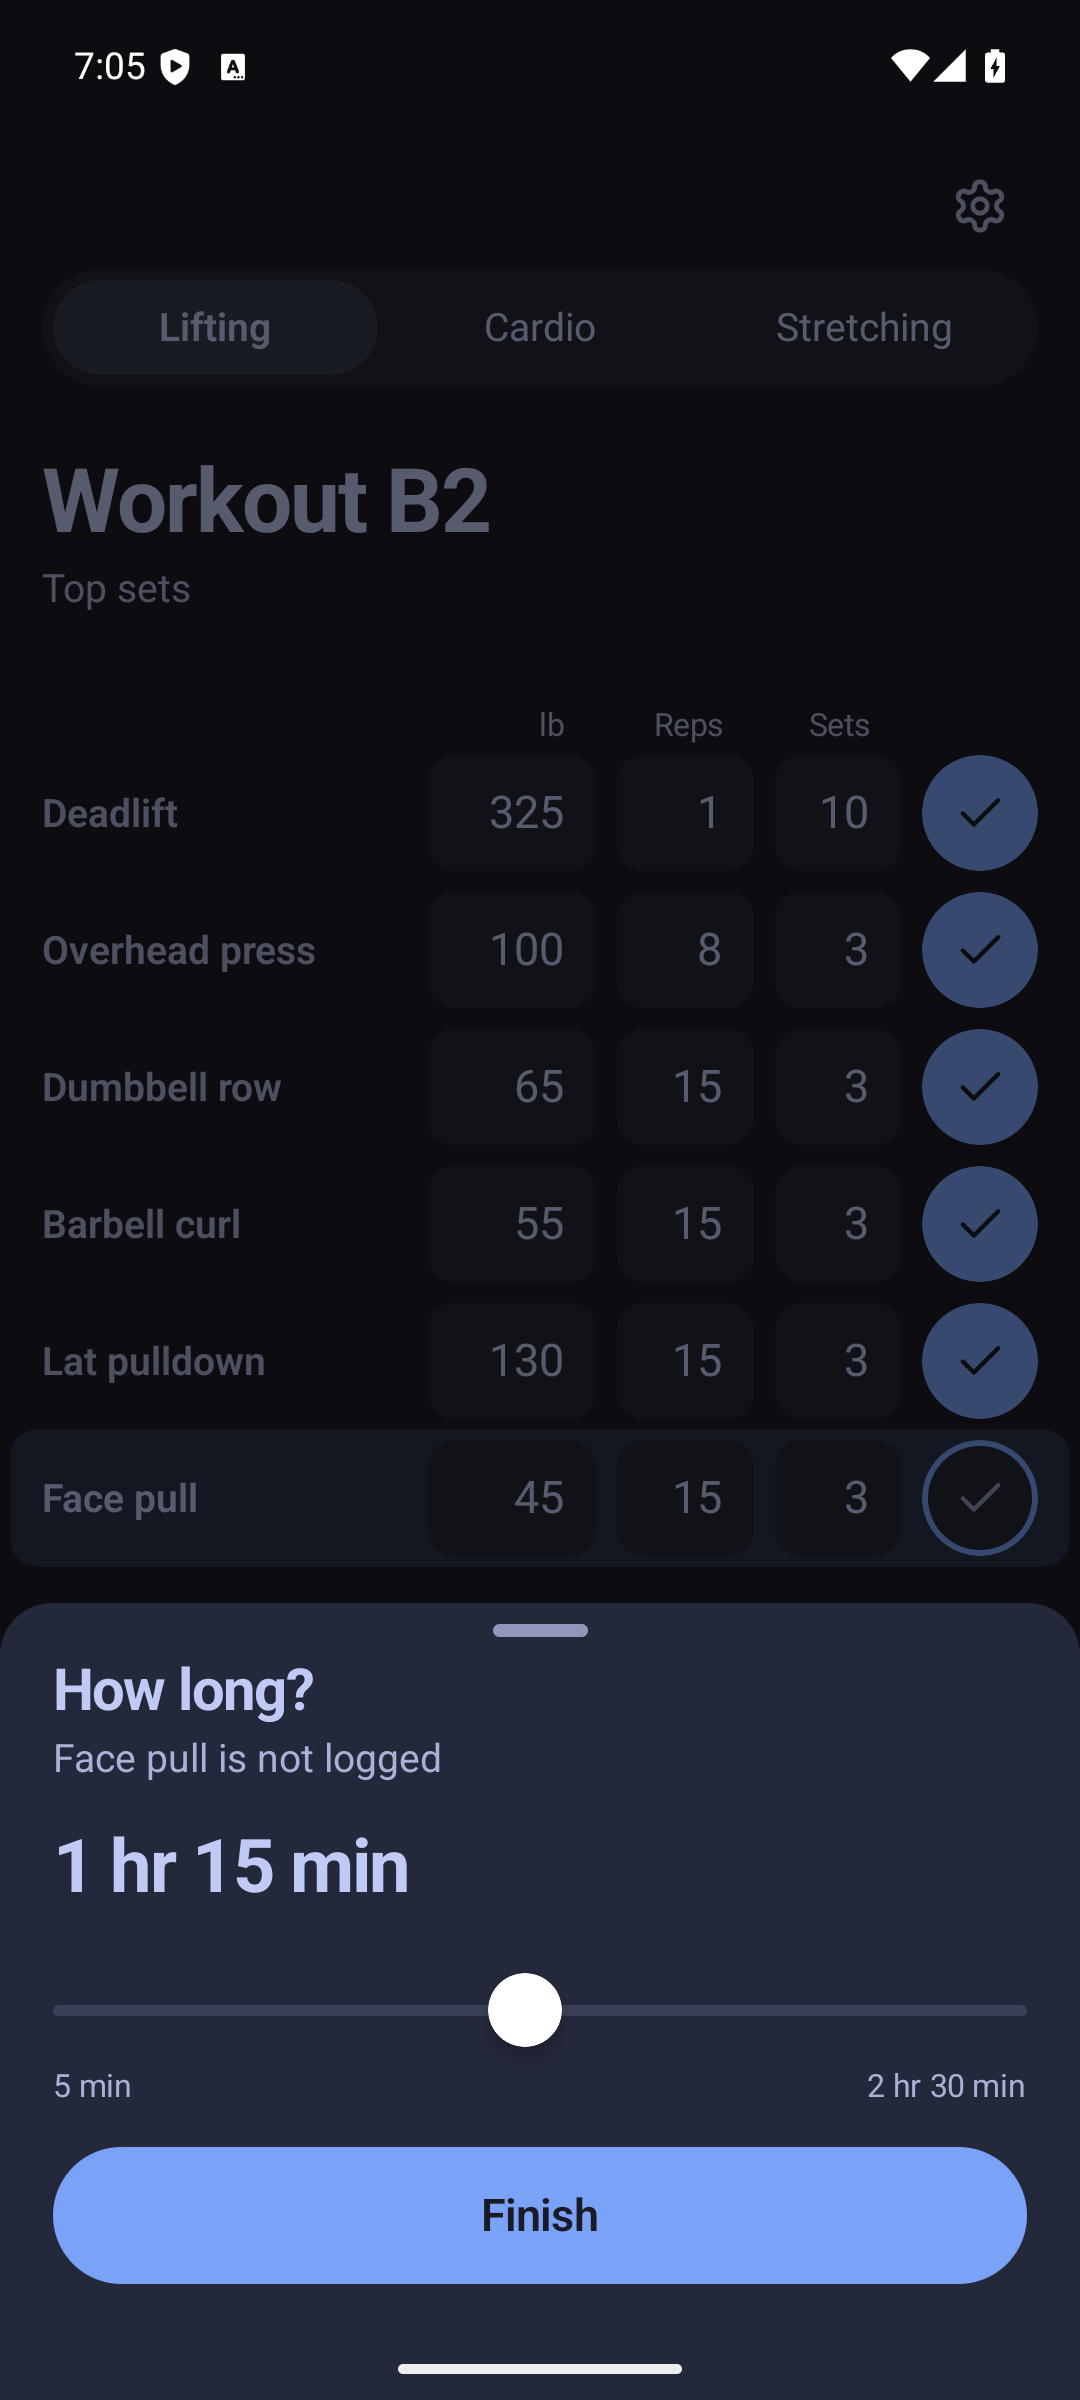 7:05
Lifting Cardio Stretching
Workout B2
Top sets
lb Reps Sets
Deadlift 325 1 10
Overhead press 100 8 3
Dumbbell row 65 15 3
Barbell curl 55 15 3
Lat pulldown 130 15 3
Face pull 45 15 3
How long?
Face pull is not logged
1 hr 15 min
5 min 2 hr 30 min
Finish